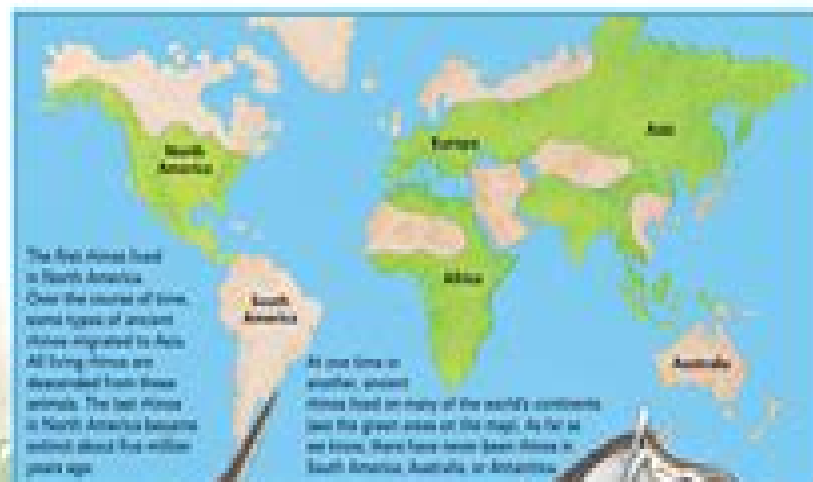 North
America
Europe
Asia
Africa
South
America
Australia
The first rhinos lived
in North America.
Over the course of time,
some types of ancient
rhinos migrated to Asia.
All living rhinos are
descended from these
animals. The last rhinos
in North America became
extinct about five million
years ago.
At one time or
another, ancient
rhinos lived on many of the world's continents
(see the green areas on the map). As far as
we know, there have never been rhinos in
South America, Australia, or Antarctica.